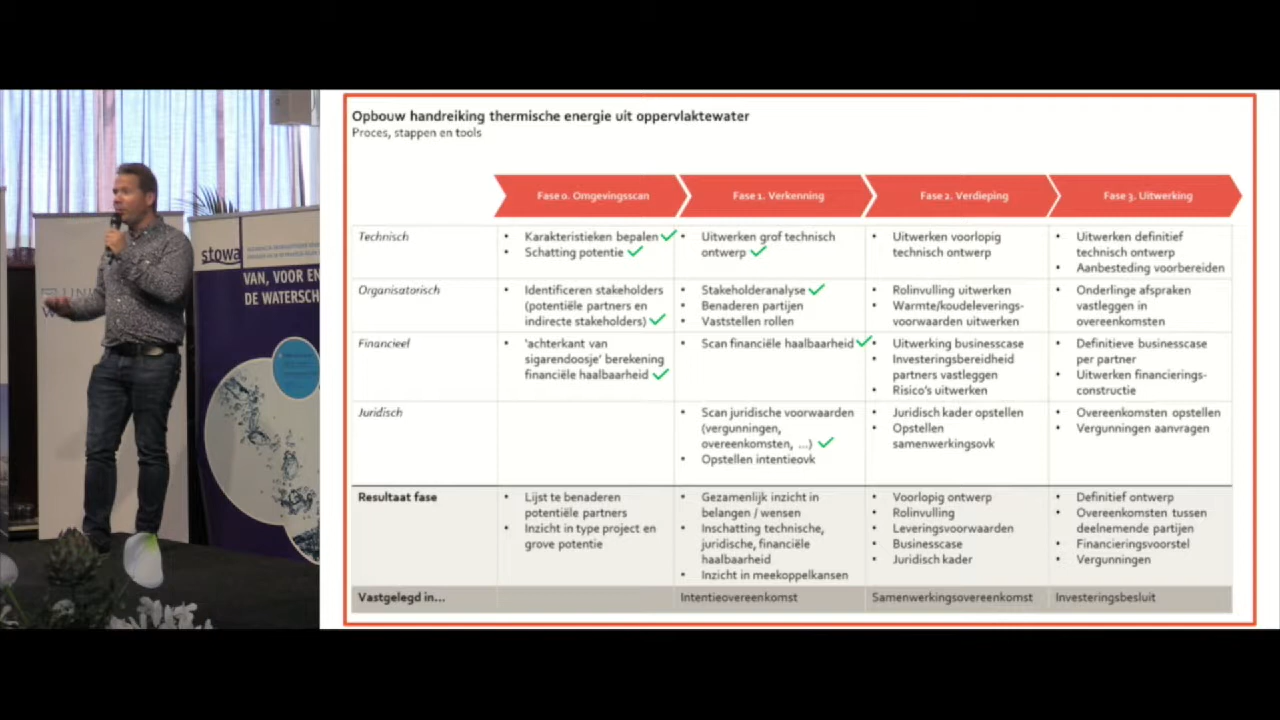 stowa
VAN, VOOR EN
DE WATERSCH
UNI
Opbouw handreiking thermische energie uit oppervlaktewater
Proces, stappen en tools
Fase 0. Omgevingsscan
Fase 1. Verkenning
Fase 2. Verdieping
Fase 3. Uitwerking
Technisch
• Karakteristieken bepalen ✓
• Schatting potentie ✓
• Uitwerken grof technisch
ontwerp ✓
• Uitwerken voorlopig
technisch ontwerp
• Uitwerken definitief
technisch ontwerp
• Aanbesteding voorbereiden
Organisatorisch
• Identificeren stakeholders
(potentiële partners en
indirecte stakeholders) ✓
• Stakeholderanalyse ✓
• Benaderen partijen
• Vaststellen rollen
• Rolinvulling uitwerken
• Warmte/koudeleverings-
voorwaarden uitwerken
• Onderlinge afspraken
vastleggen in
overeenkomsten
Financieel
• 'achterkant van
sigarendoosje' berekening
financiële haalbaarheid ✓
• Scan financiële haalbaarheid ✓
• Uitwerking businesscase
• Investeringsbereidheid
partners vastleggen
• Risico's uitwerken
• Definitieve businesscase
per partner
• Uitwerken financierings-
constructie
Juridisch
• Scan juridische voorwaarden
(vergunningen,
overeenkomsten, ...) ✓
• Opstellen intentieovk
• Juridisch kader opstellen
• Opstellen
samenwerkingsovk
• Overeenkomsten opstellen
• Vergunningen aanvragen
Resultaat fase
• Lijst te benaderen
potentiële partners
• Inzicht in type project en
grove potentie
• Gezamenlijk inzicht in
belangen / wensen
• Inschatting technische,
juridische, financiële
haalbaarheid
• Inzicht in meekoppelkansen
• Voorlopig ontwerp
• Rolinvulling
• Leveringsvoorwaarden
• Businesscase
• Juridisch kader
• Definitief ontwerp
• Overeenkomsten tussen
deelnemende partijen
• Financieringsvoorstel
• Vergunningen
Vastgelegd in...
Intentieovereenkomst
Samenwerkingsovereenkomst
Investeringsbesluit